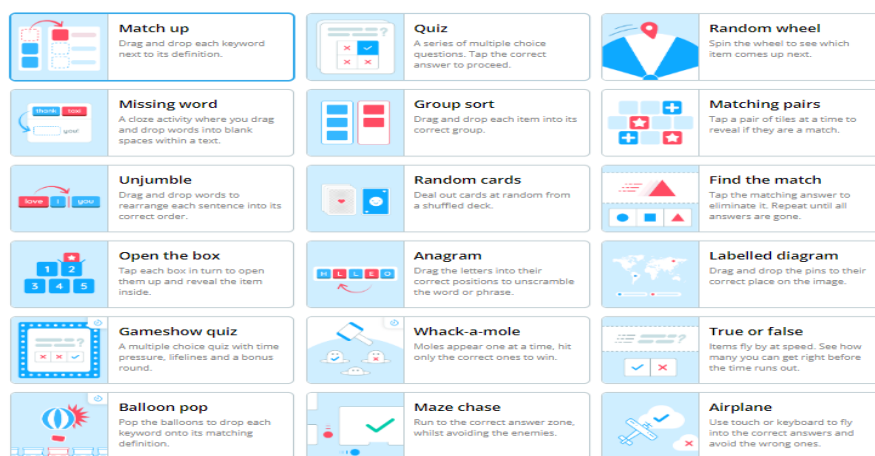 Match up
Drag and drop each keyword
next to its definition.
Quiz
A series of multiple choice
questions. Tap the correct
answer to proceed.
Random wheel
Spin the wheel to see which
item comes up next.
thank
taxi
you!
Missing word
A cloze activity where you drag
and drop words into blank
spaces within a text.
Group sort
Drag and drop each item into its
correct group.
Matching pairs
Tap a pair of tiles at a time to
reveal if they are a match.
love I you
Unjumble
Drag and drop words to
rearrange each sentence into its
correct order.
Random cards
Deal out cards at random from
a shuffled deck.
Find the match
Tap the matching answer to
eliminate it. Repeat until all
answers are gone.
1 2
3 4 5
Open the box
Tap each box in turn to open
them up and reveal the item
inside.
H L L E O
Anagram
Drag the letters into their
correct positions to unscramble
the word or phrase.
Labelled diagram
Drag and drop the pins to their
correct place on the image.
Gameshow quiz
A multiple choice quiz with time
pressure, lifelines and a bonus
round.
Whack-a-mole
Moles appear one at a time, hit
only the correct ones to win.
True or false
Items fly by at speed. See how
many you can get right before
the time runs out.
Balloon pop
Pop the balloons to drop each
keyword onto its matching
definition.
Maze chase
Run to the correct answer zone,
whilst avoiding the enemies.
Airplane
Use touch or keyboard to fly
into the correct answers and
avoid the wrong ones.